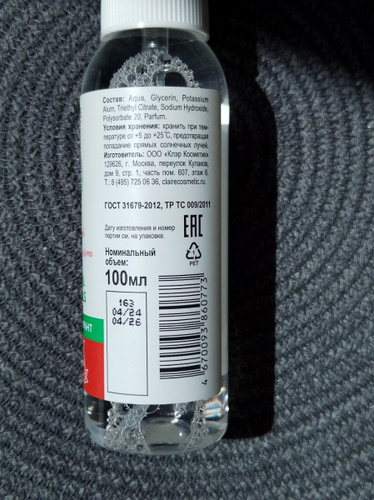 Состав: Aqua, Glycerin, Potassium
Alum, Triethyl Citrate, Sodium Hydroxide,
Polysorbate 20, Parfum.
Условия хранения: хранить при тем-
пературе от +5 до +25°С, предотвращая
попадание прямых солнечных лучей.
Изготовитель: ООО «Клэр Косметик»
129626, г. Москва, переулок Кулаков,
дом 9, стр. 1, часть пом. 607, этаж 6.
Т.: 8 (495) 725 06 36, clairecosmetic.ru.
ГОСТ 31679-2012, ТР ТС 009/2011
Дату изготовления и номер
партии см. на упаковке.
EAC
PET
Номинальный
объем:
100мл
163
04/24
04/26
4 670093 860773